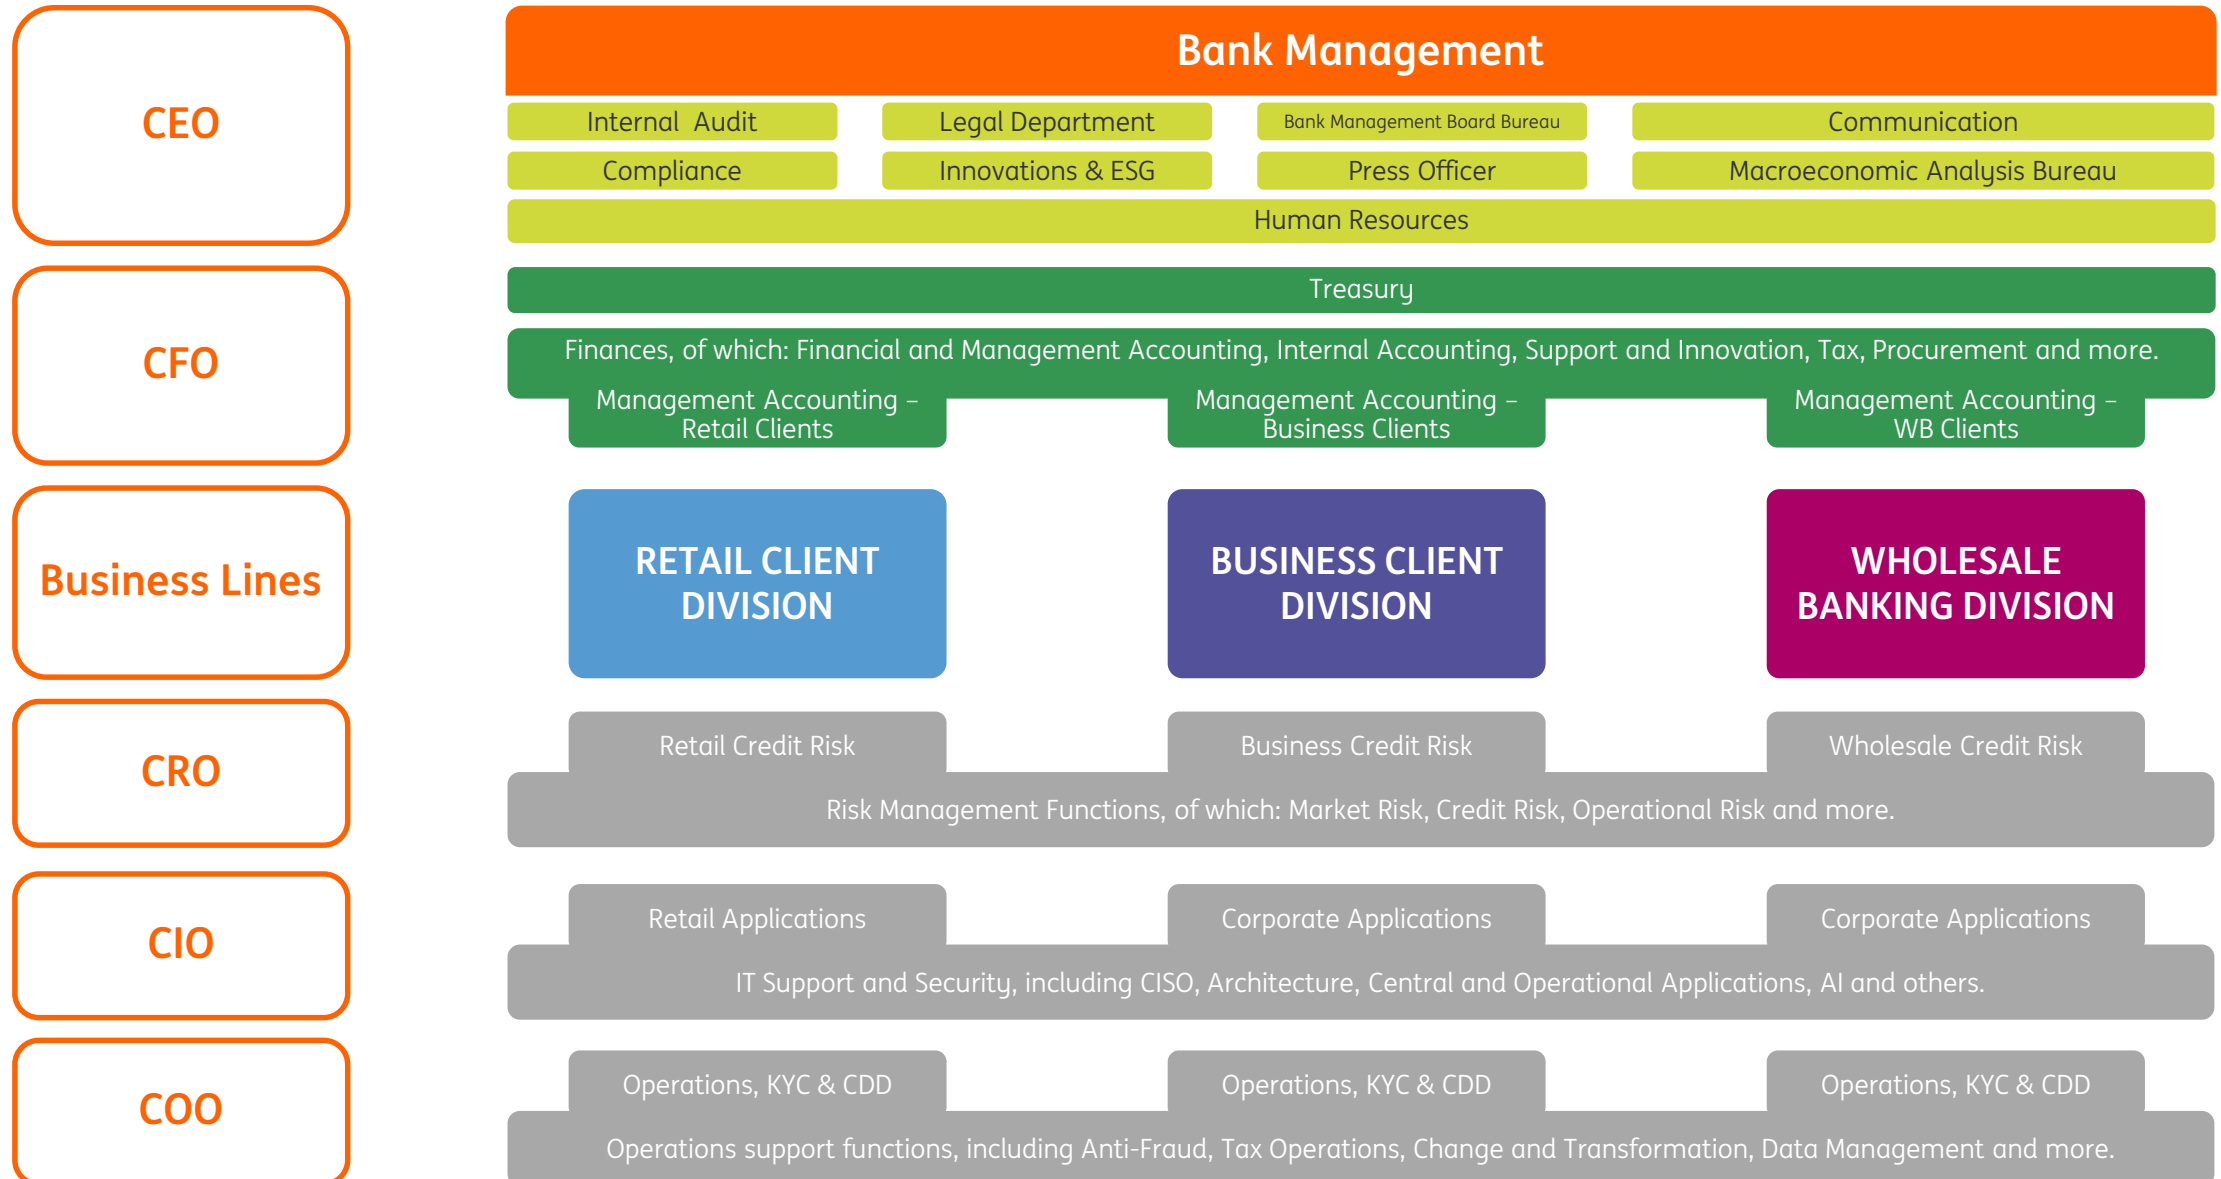 CEO
Bank Management
Internal Audit
Legal Department
Bank Management Board Bureau
Communication
Compliance
Innovations & ESG
Press Officer
Macroeconomic Analysis Bureau
Human Resources
CFO
Treasury
Finances, of which: Financial and Management Accounting, Internal Accounting, Support and Innovation, Tax, Procurement and more.
Management Accounting –
Retail Clients
Management Accounting –
Business Clients
Management Accounting –
WB Clients
Business Lines
RETAIL CLIENT
DIVISION
BUSINESS CLIENT
DIVISION
WHOLESALE
BANKING DIVISION
CRO
Retail Credit Risk
Business Credit Risk
Wholesale Credit Risk
Risk Management Functions, of which: Market Risk, Credit Risk, Operational Risk and more.
CIO
Retail Applications
Corporate Applications
Corporate Applications
IT Support and Security, including CISO, Architecture, Central and Operational Applications, AI and others.
COO
Operations, KYC & CDD
Operations, KYC & CDD
Operations, KYC & CDD
Operations support functions, including Anti-Fraud, Tax Operations, Change and Transformation, Data Management and more.